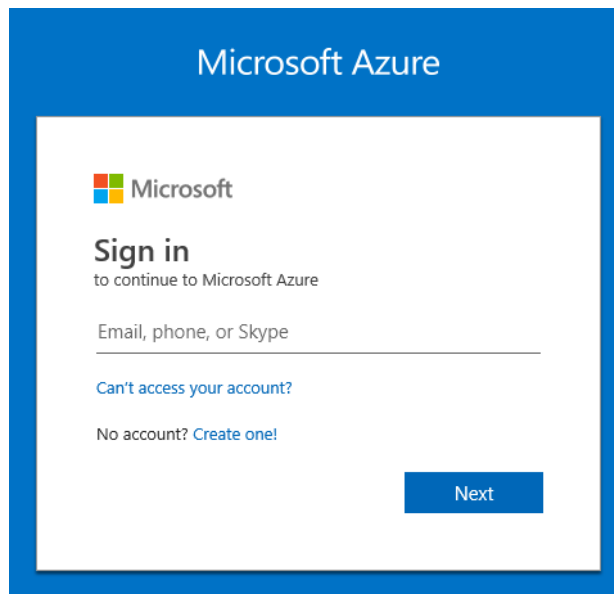 Microsoft Azure
Microsoft
Sign in
to continue to Microsoft Azure
Email, phone, or Skype
Can't access your account?
No account? Create one!
Next